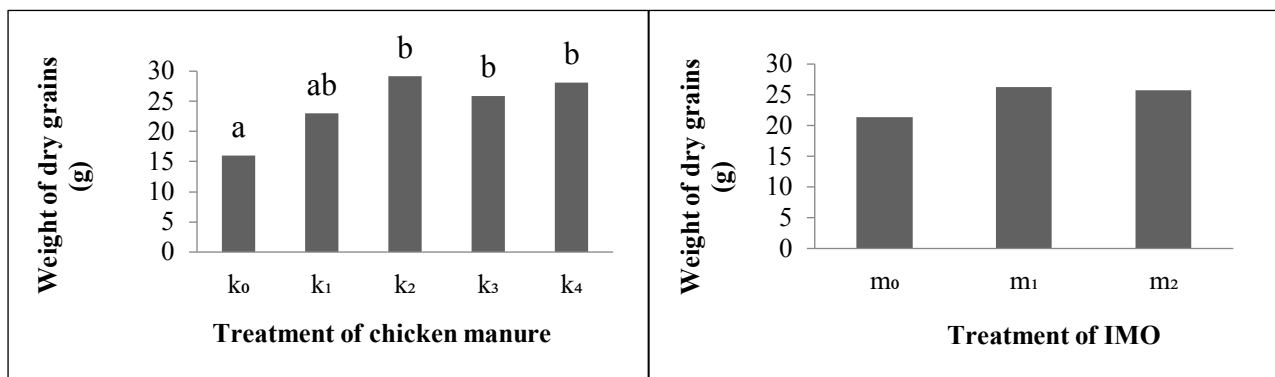 Weight of dry grains
(g)
30
25
20
15
10
5
0
a
ab
b
b
b
k₀
k₁
k₂
k₃
k₄
Treatment of chicken manure
Weight of dry grains
(g)
30
25
20
15
10
5
0
m₀
m₁
m₂
Treatment of IMO